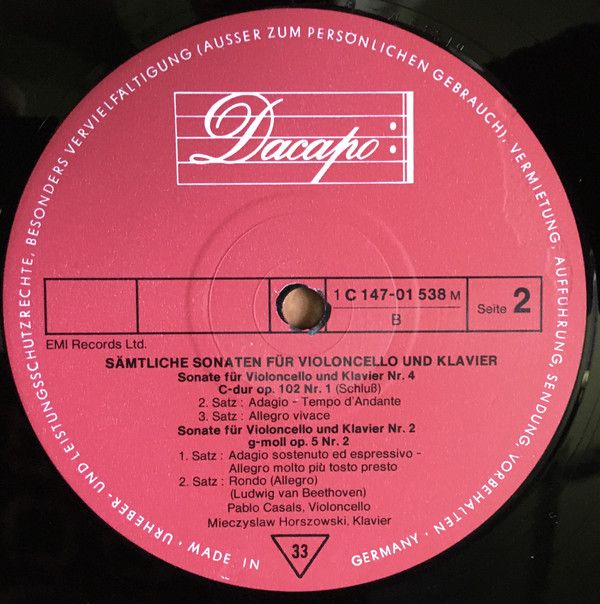 URHEBER- UND LEISTUNGSSCHUTZRECHTE, BESONDERS VERVIELFÄLTIGUNG (AUSSER ZUM PERSÖNLICHEN GEBRAUCH), VERMIETUNG, AUFFÜHRUNG, SENDUNG, VORBEHALTEN · GERMANY · MADE IN ·
Dacapo
1 C 147-01 538 M
B
Seite 2
EMI Records Ltd.
SÄMTLICHE SONATEN FÜR VIOLONCELLO UND KLAVIER
Sonate für Violoncello und Klavier Nr. 4
C-dur op. 102 Nr. 1 (Schluß)
2. Satz : Adagio - Tempo d'Andante
3. Satz : Allegro vivace
Sonate für Violoncello und Klavier Nr. 2
g-moll op. 5 Nr. 2
1. Satz : Adagio sostenuto ed espressivo -
Allegro molto più tosto presto
2. Satz : Rondo (Allegro)
(Ludwig van Beethoven)
Pablo Casals, Violoncello
Mieczyslaw Horszowski, Klavier
33